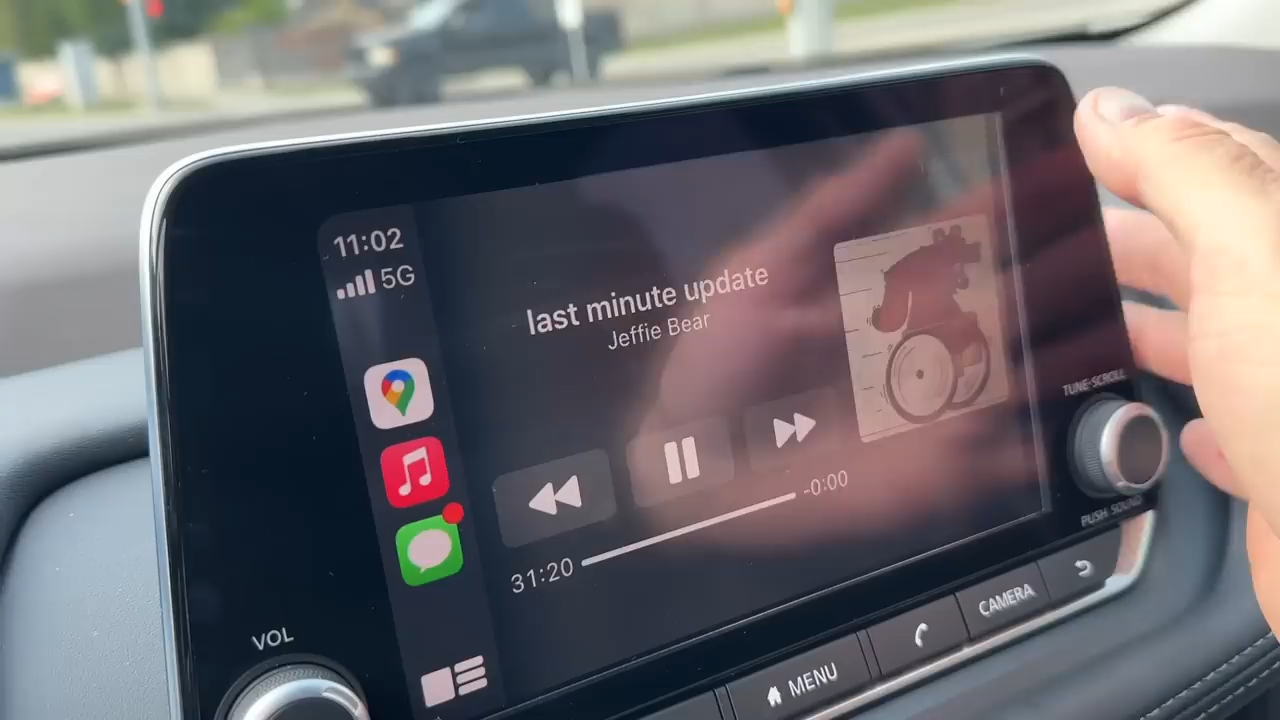 11:02
5G
last minute update
Jeffie Bear
31:20
-0:00
TUNE·SCROLL
PUSH SOUND
VOL
MENU
CAMERA